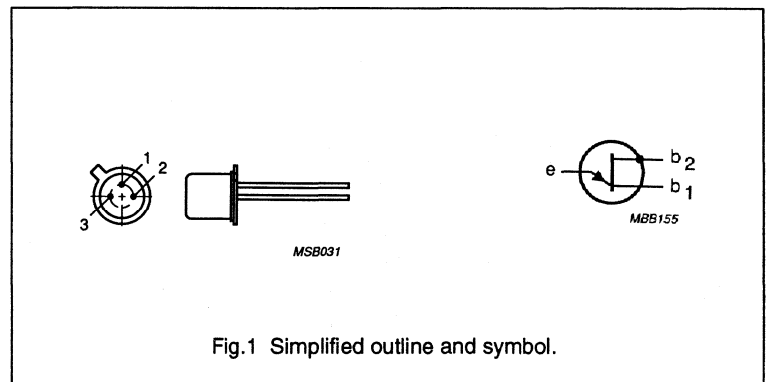 1
2
3
MSB031
e
b2
b1
MBB155
Fig.1 Simplified outline and symbol.